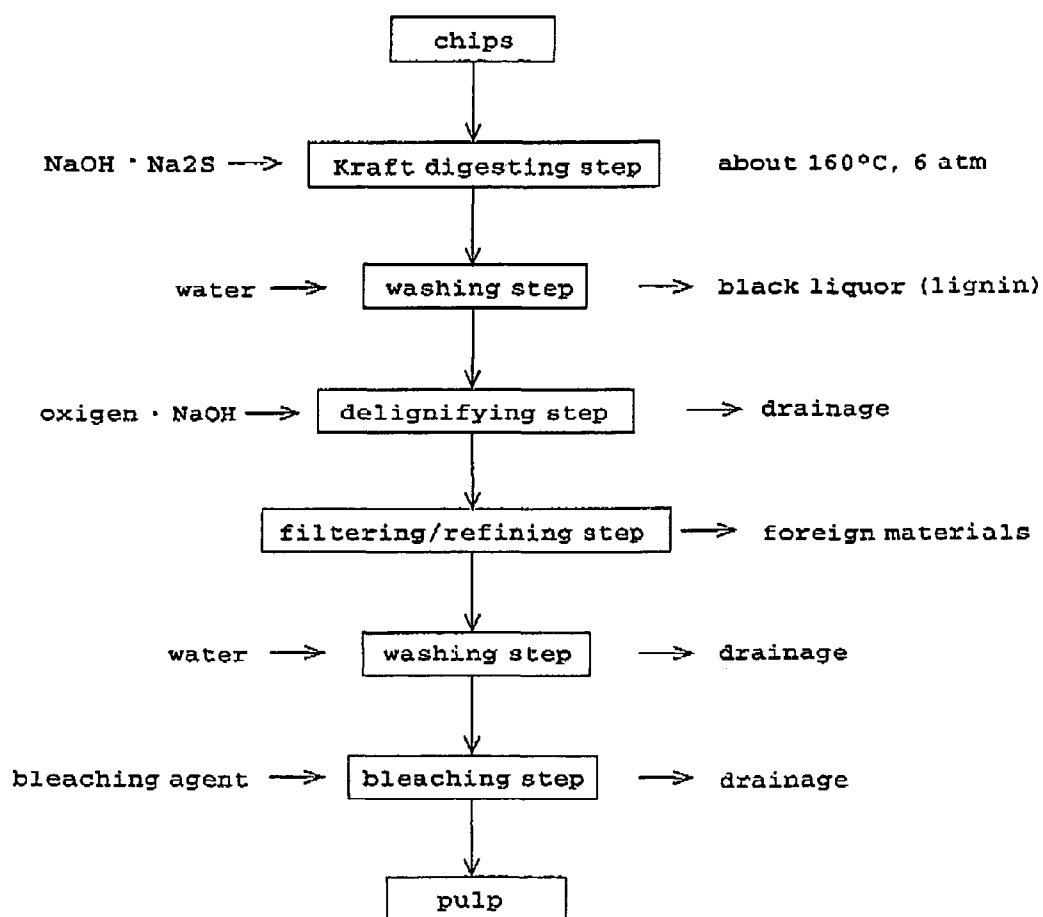 chips
NaOH · Na2S
Kraft digesting step
about 160°C, 6 atm
water
washing step
black liquor (lignin)
oxigen · NaOH
delignifying step
drainage
filtering/refining step
foreign materials
water
washing step
drainage
bleaching agent
bleaching step
drainage
pulp